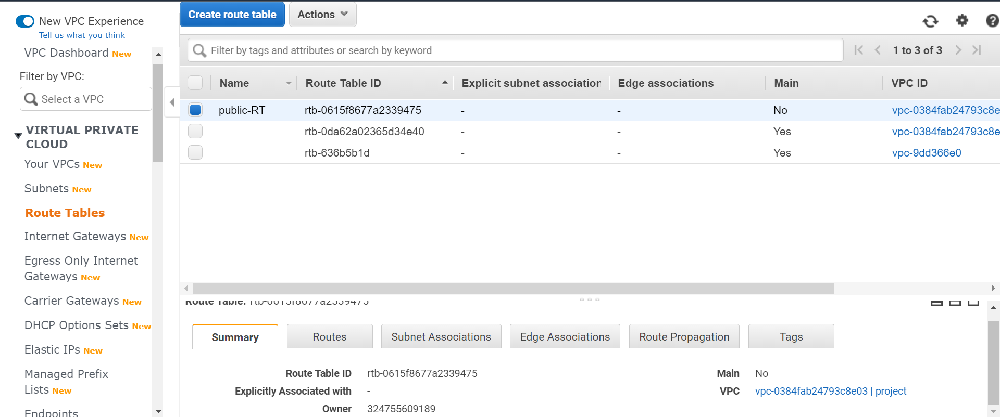 New VPC Experience
Tell us what you think
VPC Dashboard New
Filter by VPC:
Select a VPC
VIRTUAL PRIVATE
CLOUD
Your VPCs New
Subnets New
Route Tables
Internet Gateways New
Egress Only Internet
Gateways New
Carrier Gateways New
DHCP Options Sets New
Elastic IPs New
Managed Prefix
Lists New
Endpoints
Create route table Actions
Filter by tags and attributes or search by keyword
1 to 3 of 3
Name Route Table ID Explicit subnet association Edge associations Main VPC ID
public-RT rtb-0615f8677a2339475 - - No vpc-0384fab24793c8e
rtb-0da62a02365d34e40 - - Yes vpc-0384fab24793c8e
rtb-636b5b1d - - Yes vpc-9dd366e0
Route Table: rtb-0615f8677a2339475
Summary Routes Subnet Associations Edge Associations Route Propagation Tags
Route Table ID rtb-0615f8677a2339475 Main No
Explicitly Associated with - VPC vpc-0384fab24793c8e03 | project
Owner 324755609189